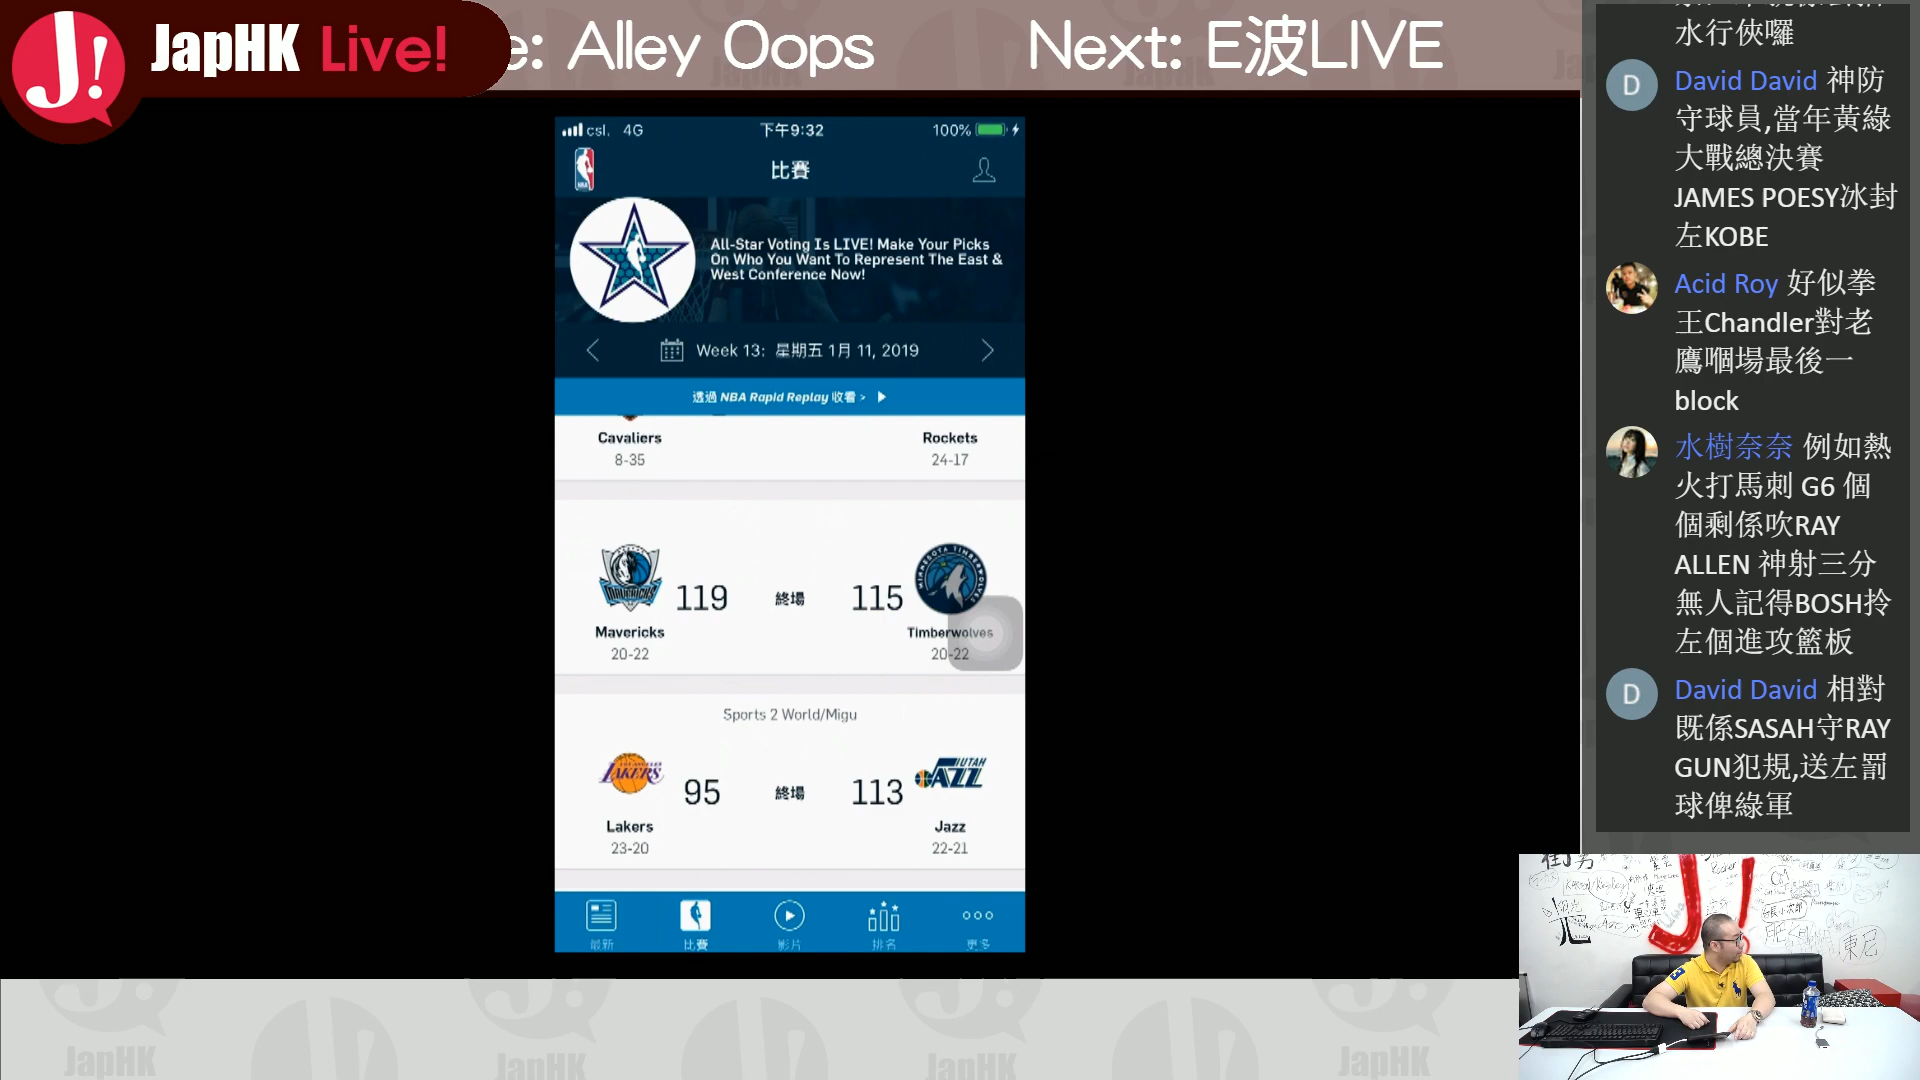 JapHK Live!
e: Alley Oops
Next: E波LIVE
csl. 4G
下午9:32
100%
比賽
All-Star Voting Is LIVE! Make Your Picks
On Who You Want To Represent The East &
West Conference Now!
Week 13: 星期五 1月 11, 2019
透過 NBA Rapid Replay 收看 >
Cavaliers
8-35
Rockets
24-17
119
終場
115
Mavericks
20-22
Timberwolves
20-22
Sports 2 World/Migu
LAKERS
95
終場
113
UTAH
JAZZ
Lakers
23-20
Jazz
22-21
最新
比賽
影片
排名
更多
水行俠囉
D
David David 神防
守球員,當年黃綠
大戰總決賽
JAMES POESY冰封
左KOBE
Acid Roy 好似拳
王Chandler對老
鷹嗰場最後一
block
水樹奈奈 例如熱
火打馬刺 G6 個
個剩係吹RAY
ALLEN 神射三分
無人記得BOSH拎
左個進攻籃板
D
David David 相對
既係SASAH守RAY
GUN犯規,送左罰
球俾綠軍
JapHK
JapHK
JapHK
JapHK